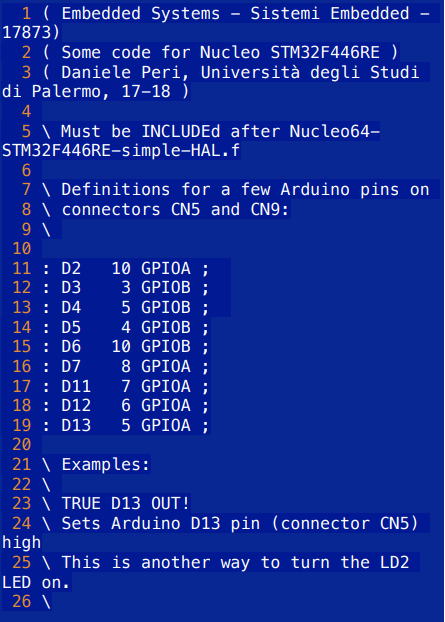 1 ( Embedded Systems - Sistemi Embedded -
17873)
2 ( Some code for Nucleo STM32F446RE )
3 ( Daniele Peri, Università degli Studi
di Palermo, 17-18 )
4
5 \ Must be INCLUDEd after Nucleo64-
STM32F446RE-simple-HAL.f
6
7 \ Definitions for a few Arduino pins on
8 \ connectors CN5 and CN9:
9 \
10
11 : D2   10 GPIOA ;
12 : D3    3 GPIOB ;
13 : D4    5 GPIOB ;
14 : D5    4 GPIOB ;
15 : D6   10 GPIOB ;
16 : D7    8 GPIOA ;
17 : D11   7 GPIOA ;
18 : D12   6 GPIOA ;
19 : D13   5 GPIOA ;
20
21 \ Examples:
22 \
23 \ TRUE D13 OUT!
24 \ Sets Arduino D13 pin (connector CN5)
high
25 \ This is another way to turn the LD2
LED on.
26 \